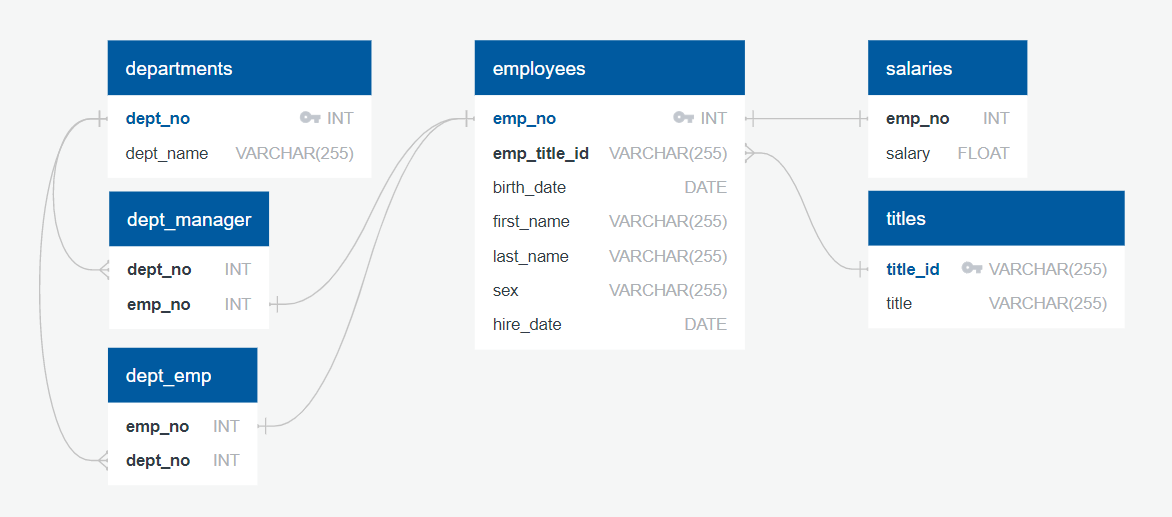 departments
dept_no INT
dept_name VARCHAR(255)
dept_manager
dept_no INT
emp_no INT
dept_emp
emp_no INT
dept_no INT
employees
emp_no INT
emp_title_id VARCHAR(255)
birth_date DATE
first_name VARCHAR(255)
last_name VARCHAR(255)
sex VARCHAR(255)
hire_date DATE
salaries
emp_no INT
salary FLOAT
titles
title_id VARCHAR(255)
title VARCHAR(255)